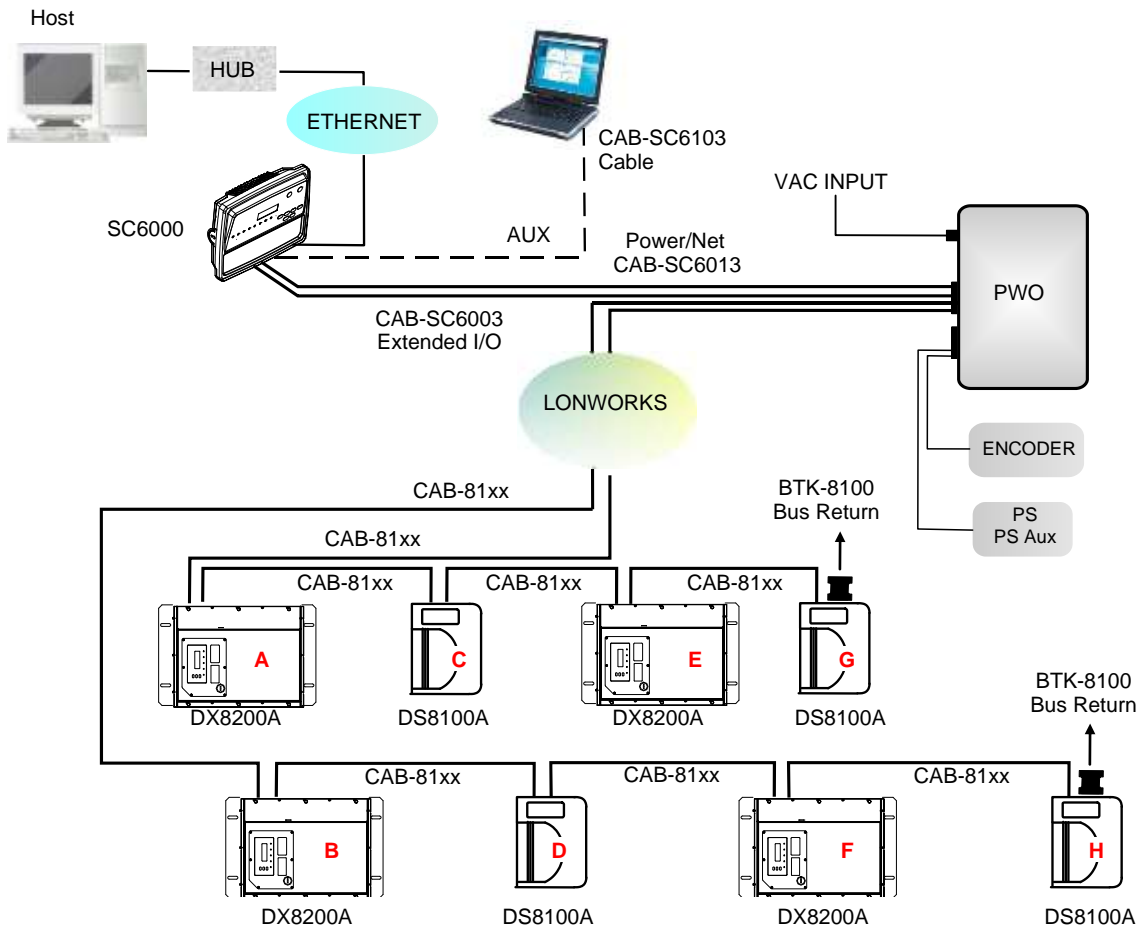 Host
HUB
ETHERNET
CAB-SC6103
Cable
VAC INPUT
SC6000
AUX
Power/Net
CAB-SC6013
PWO
CAB-SC6003
Extended I/O
LONWORKS
ENCODER
CAB-81xx
BTK-8100
Bus Return
PS
PS Aux
CAB-81xx
CAB-81xx
CAB-81xx
CAB-81xx
A
C
E
G
DX8200A
DS8100A
DX8200A
DS8100A
BTK-8100
Bus Return
CAB-81xx
CAB-81xx
CAB-81xx
B
D
F
H
DX8200A
DS8100A
DX8200A
DS8100A